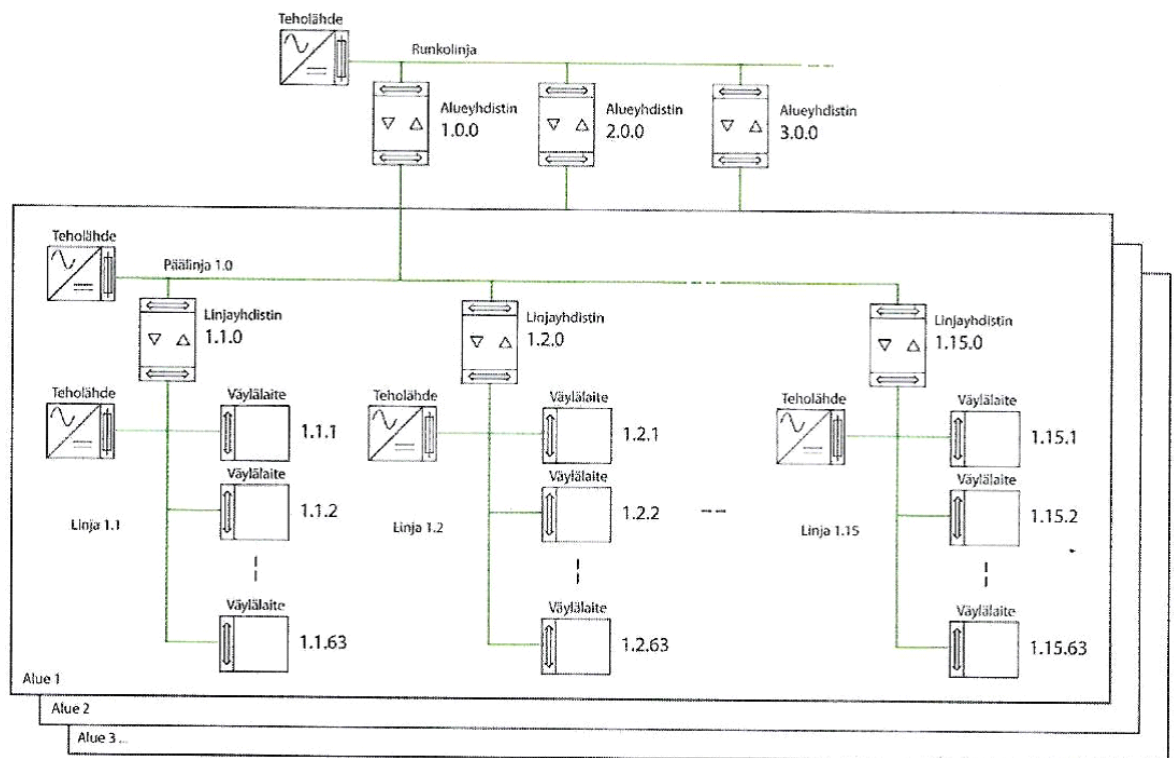 Teholähde
Runkolinja
Alueyhdistin
1.0.0
Alueyhdistin
2.0.0
Alueyhdistin
3.0.0
Teholähde
Päälinja 1.0
Linjayhdistin
1.1.0
Linjayhdistin
1.2.0
Linjayhdistin
1.15.0
Teholähde
Väylälaite
1.1.1
Väylälaite
1.1.2
Linja 1.1
Väylälaite
1.1.63
Teholähde
Väylälaite
1.2.1
Väylälaite
1.2.2
Linja 1.2
Väylälaite
1.2.63
Teholähde
Väylälaite
1.15.1
Väylälaite
1.15.2
Linja 1.15
Väylälaite
1.15.63
Alue 1
Alue 2
Alue 3 ...